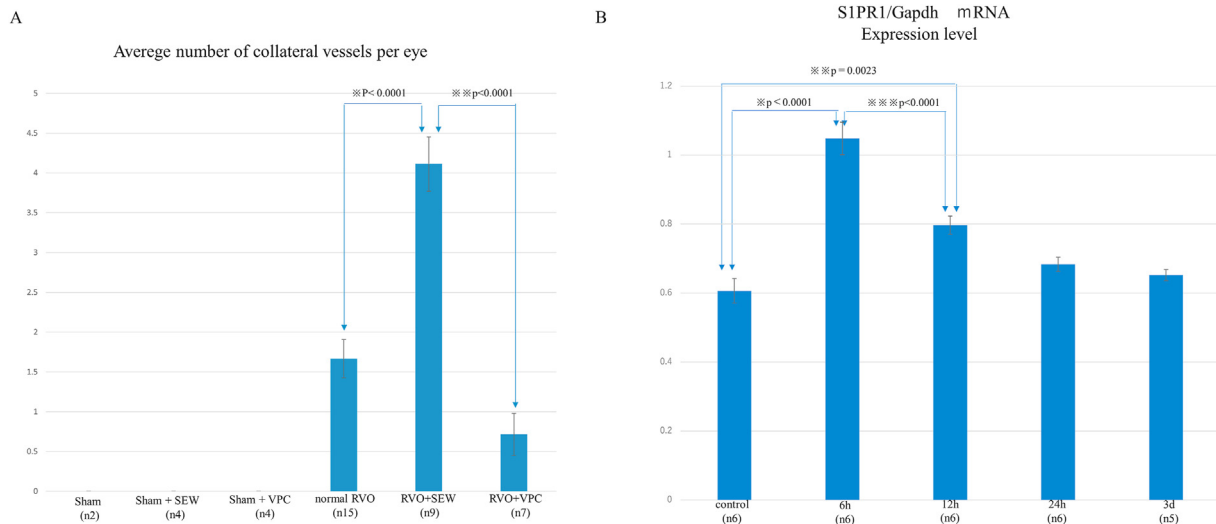 A
Averege number of collateral vessels per eye
5
4.5
4
3.5
3
2.5
2
1.5
1
0.5
0
※P< 0.0001
※※p<0.0001
Sham
(n2)
Sham + SEW
(n4)
Sham + VPC
(n4)
normal RVO
(n15)
RVO+SEW
(n9)
RVO+VPC
(n7)
B
S1PR1/Gapdh mRNA
Expression level
1.2
1
0.8
0.6
0.4
0.2
0
※※p = 0.0023
※p < 0.0001
※※※p<0.0001
control
(n6)
6h
(n6)
12h
(n6)
24h
(n6)
3d
(n5)